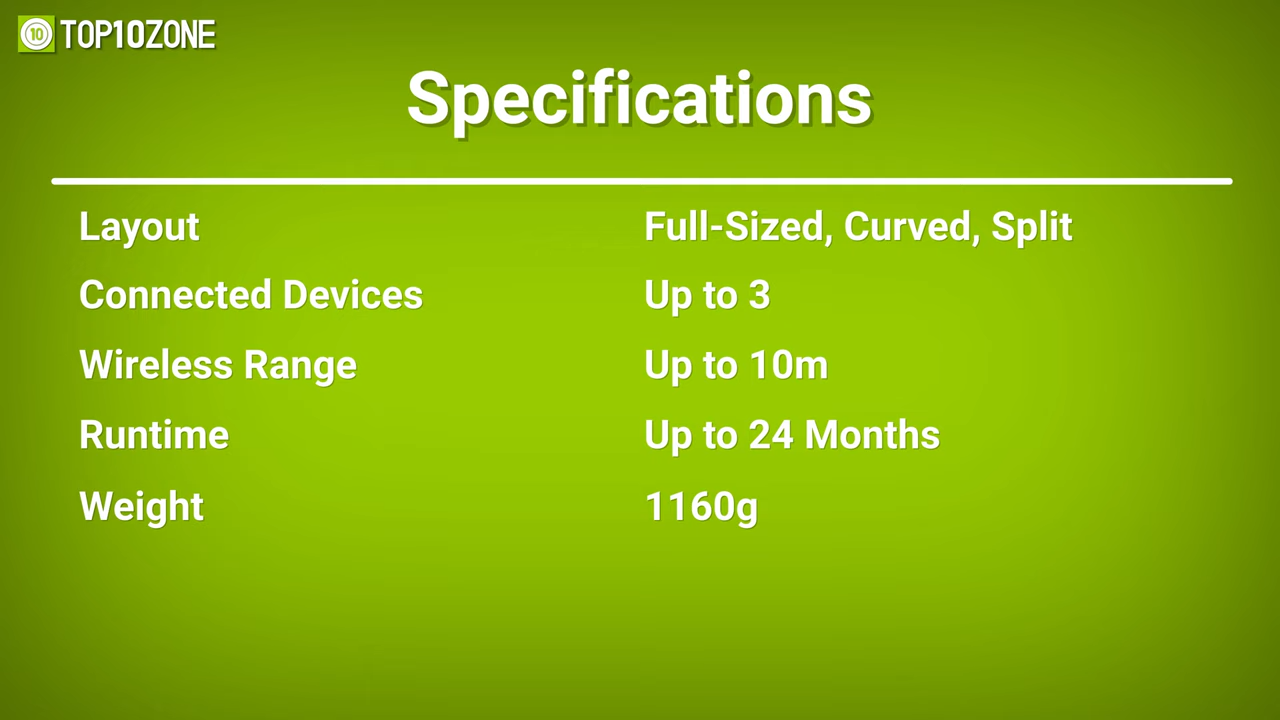 10 TOP10ZONE
Specifications
Layout Full-Sized, Curved, Split
Connected Devices Up to 3
Wireless Range Up to 10m
Runtime Up to 24 Months
Weight 1160g